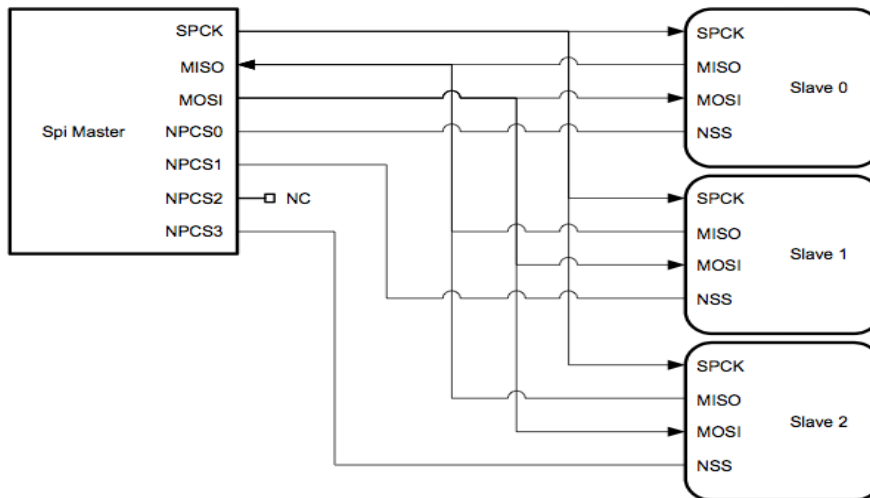 Spi Master
SPCK
MISO
MOSI
NPCS0
NPCS1
NPCS2
NC
NPCS3
SPCK
MISO
MOSI
NSS
Slave 0
SPCK
MISO
MOSI
NSS
Slave 1
SPCK
MISO
MOSI
NSS
Slave 2